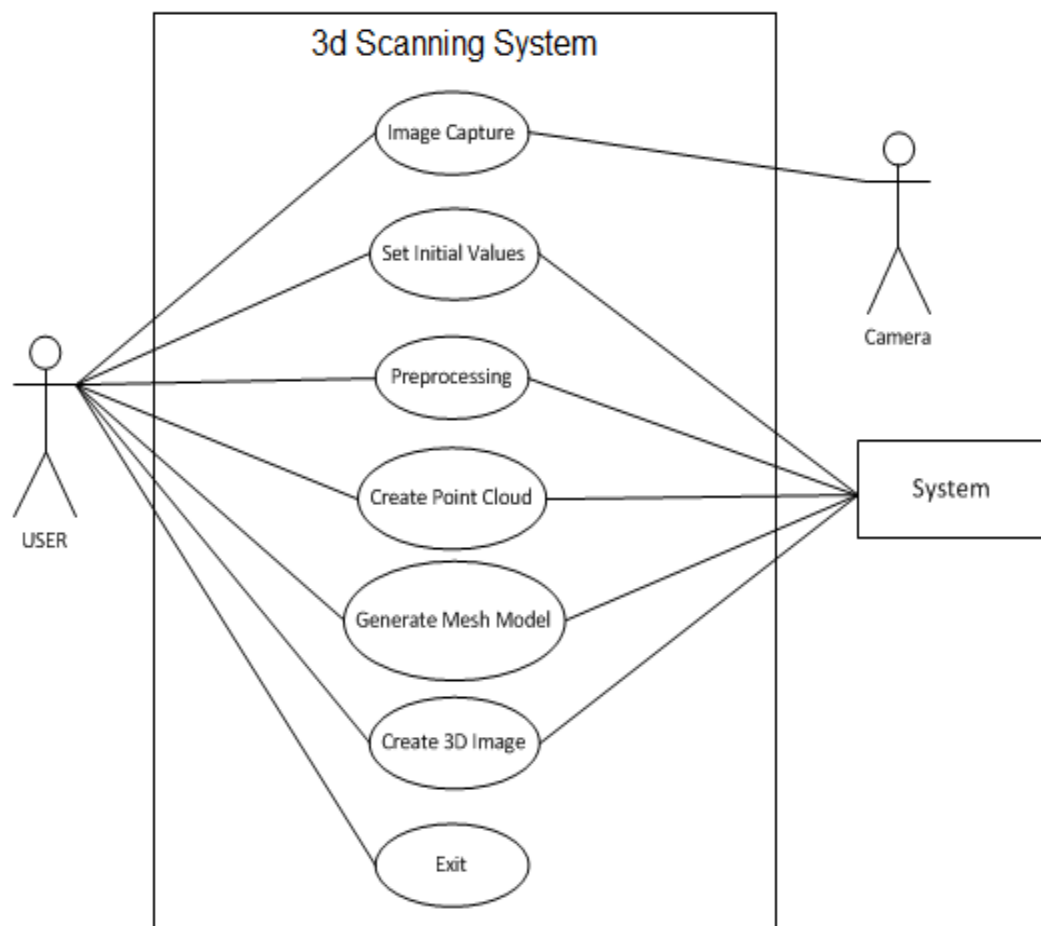 3d Scanning System
Image Capture
Set Initial Values
Camera
Preprocessing
Create Point Cloud
System
USER
Generate Mesh Model
Create 3D Image
Exit